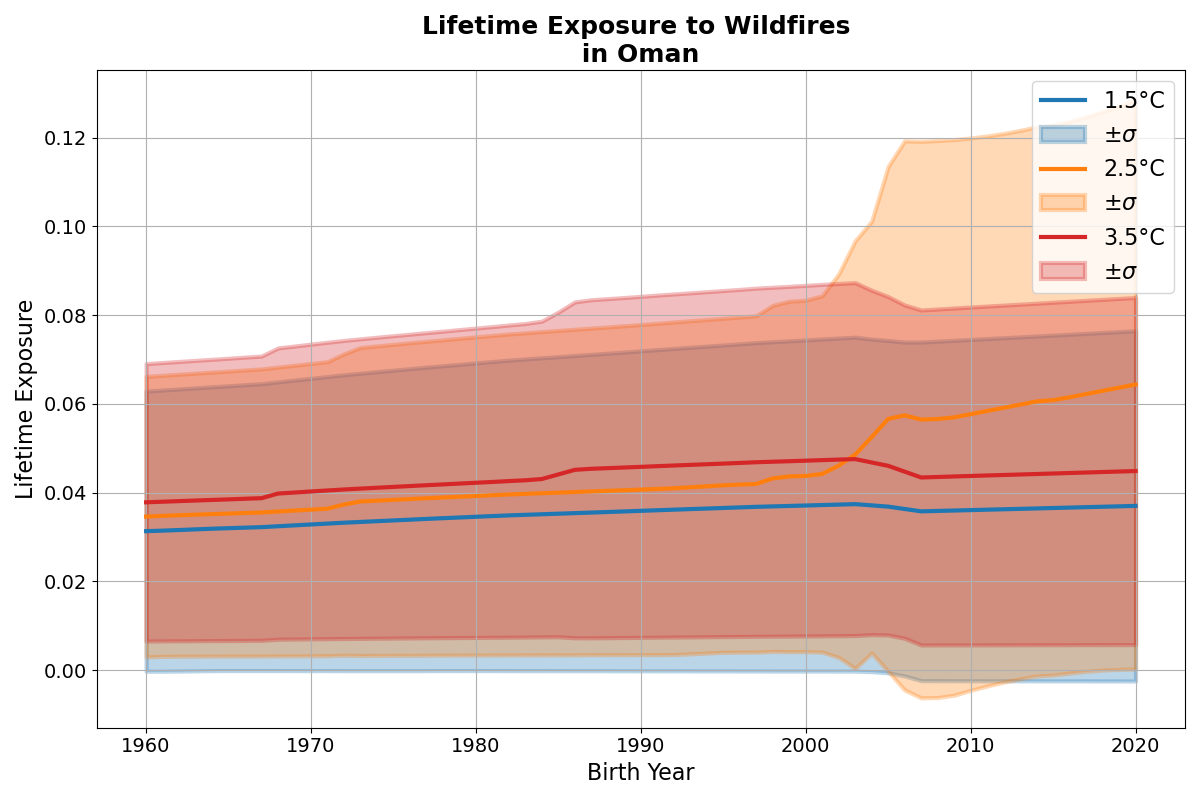 Lifetime Exposure to Wildfires
in Oman
1.5°C
±σ
2.5°C
±σ
3.5°C
±σ
0.12
0.10
0.08
0.06
0.04
0.02
0.00
Lifetime Exposure
1960
1970
1980
1990
2000
2010
2020
Birth Year